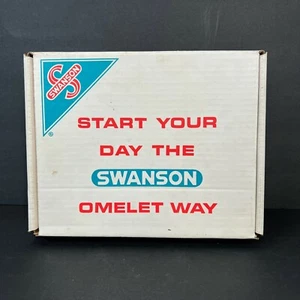 SWANSON
®
START YOUR
DAY THE
SWANSON
OMELET WAY